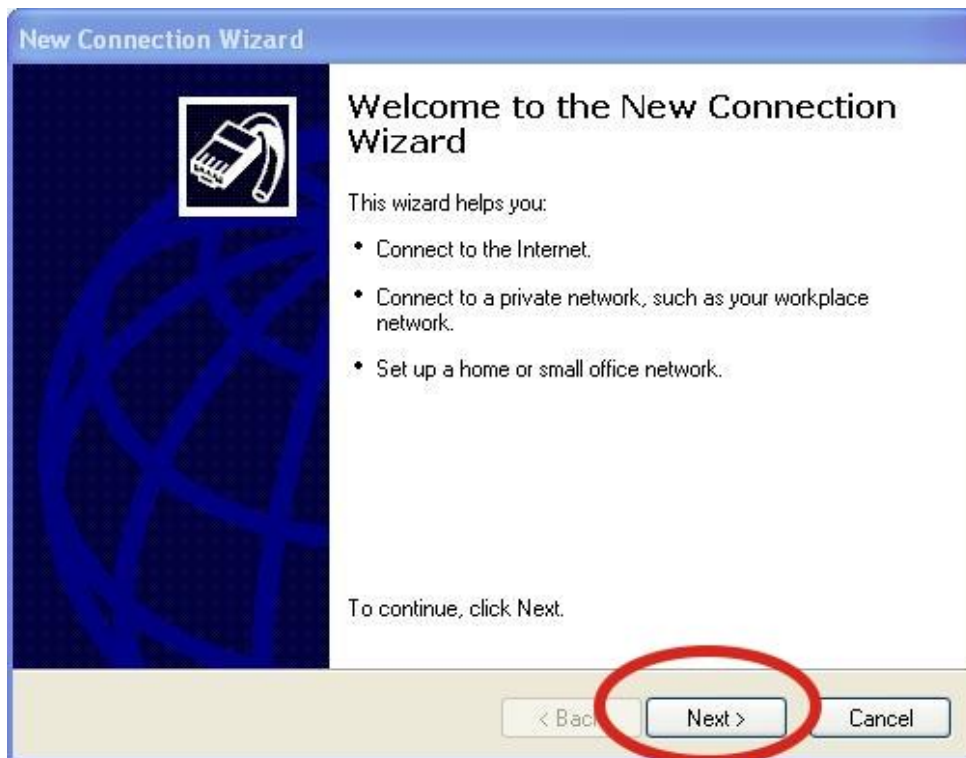 New Connection Wizard
Welcome to the New Connection
Wizard
This wizard helps you:
• Connect to the Internet.
• Connect to a private network, such as your workplace
network.
• Set up a home or small office network.
To continue, click Next.
< Back
Next >
Cancel